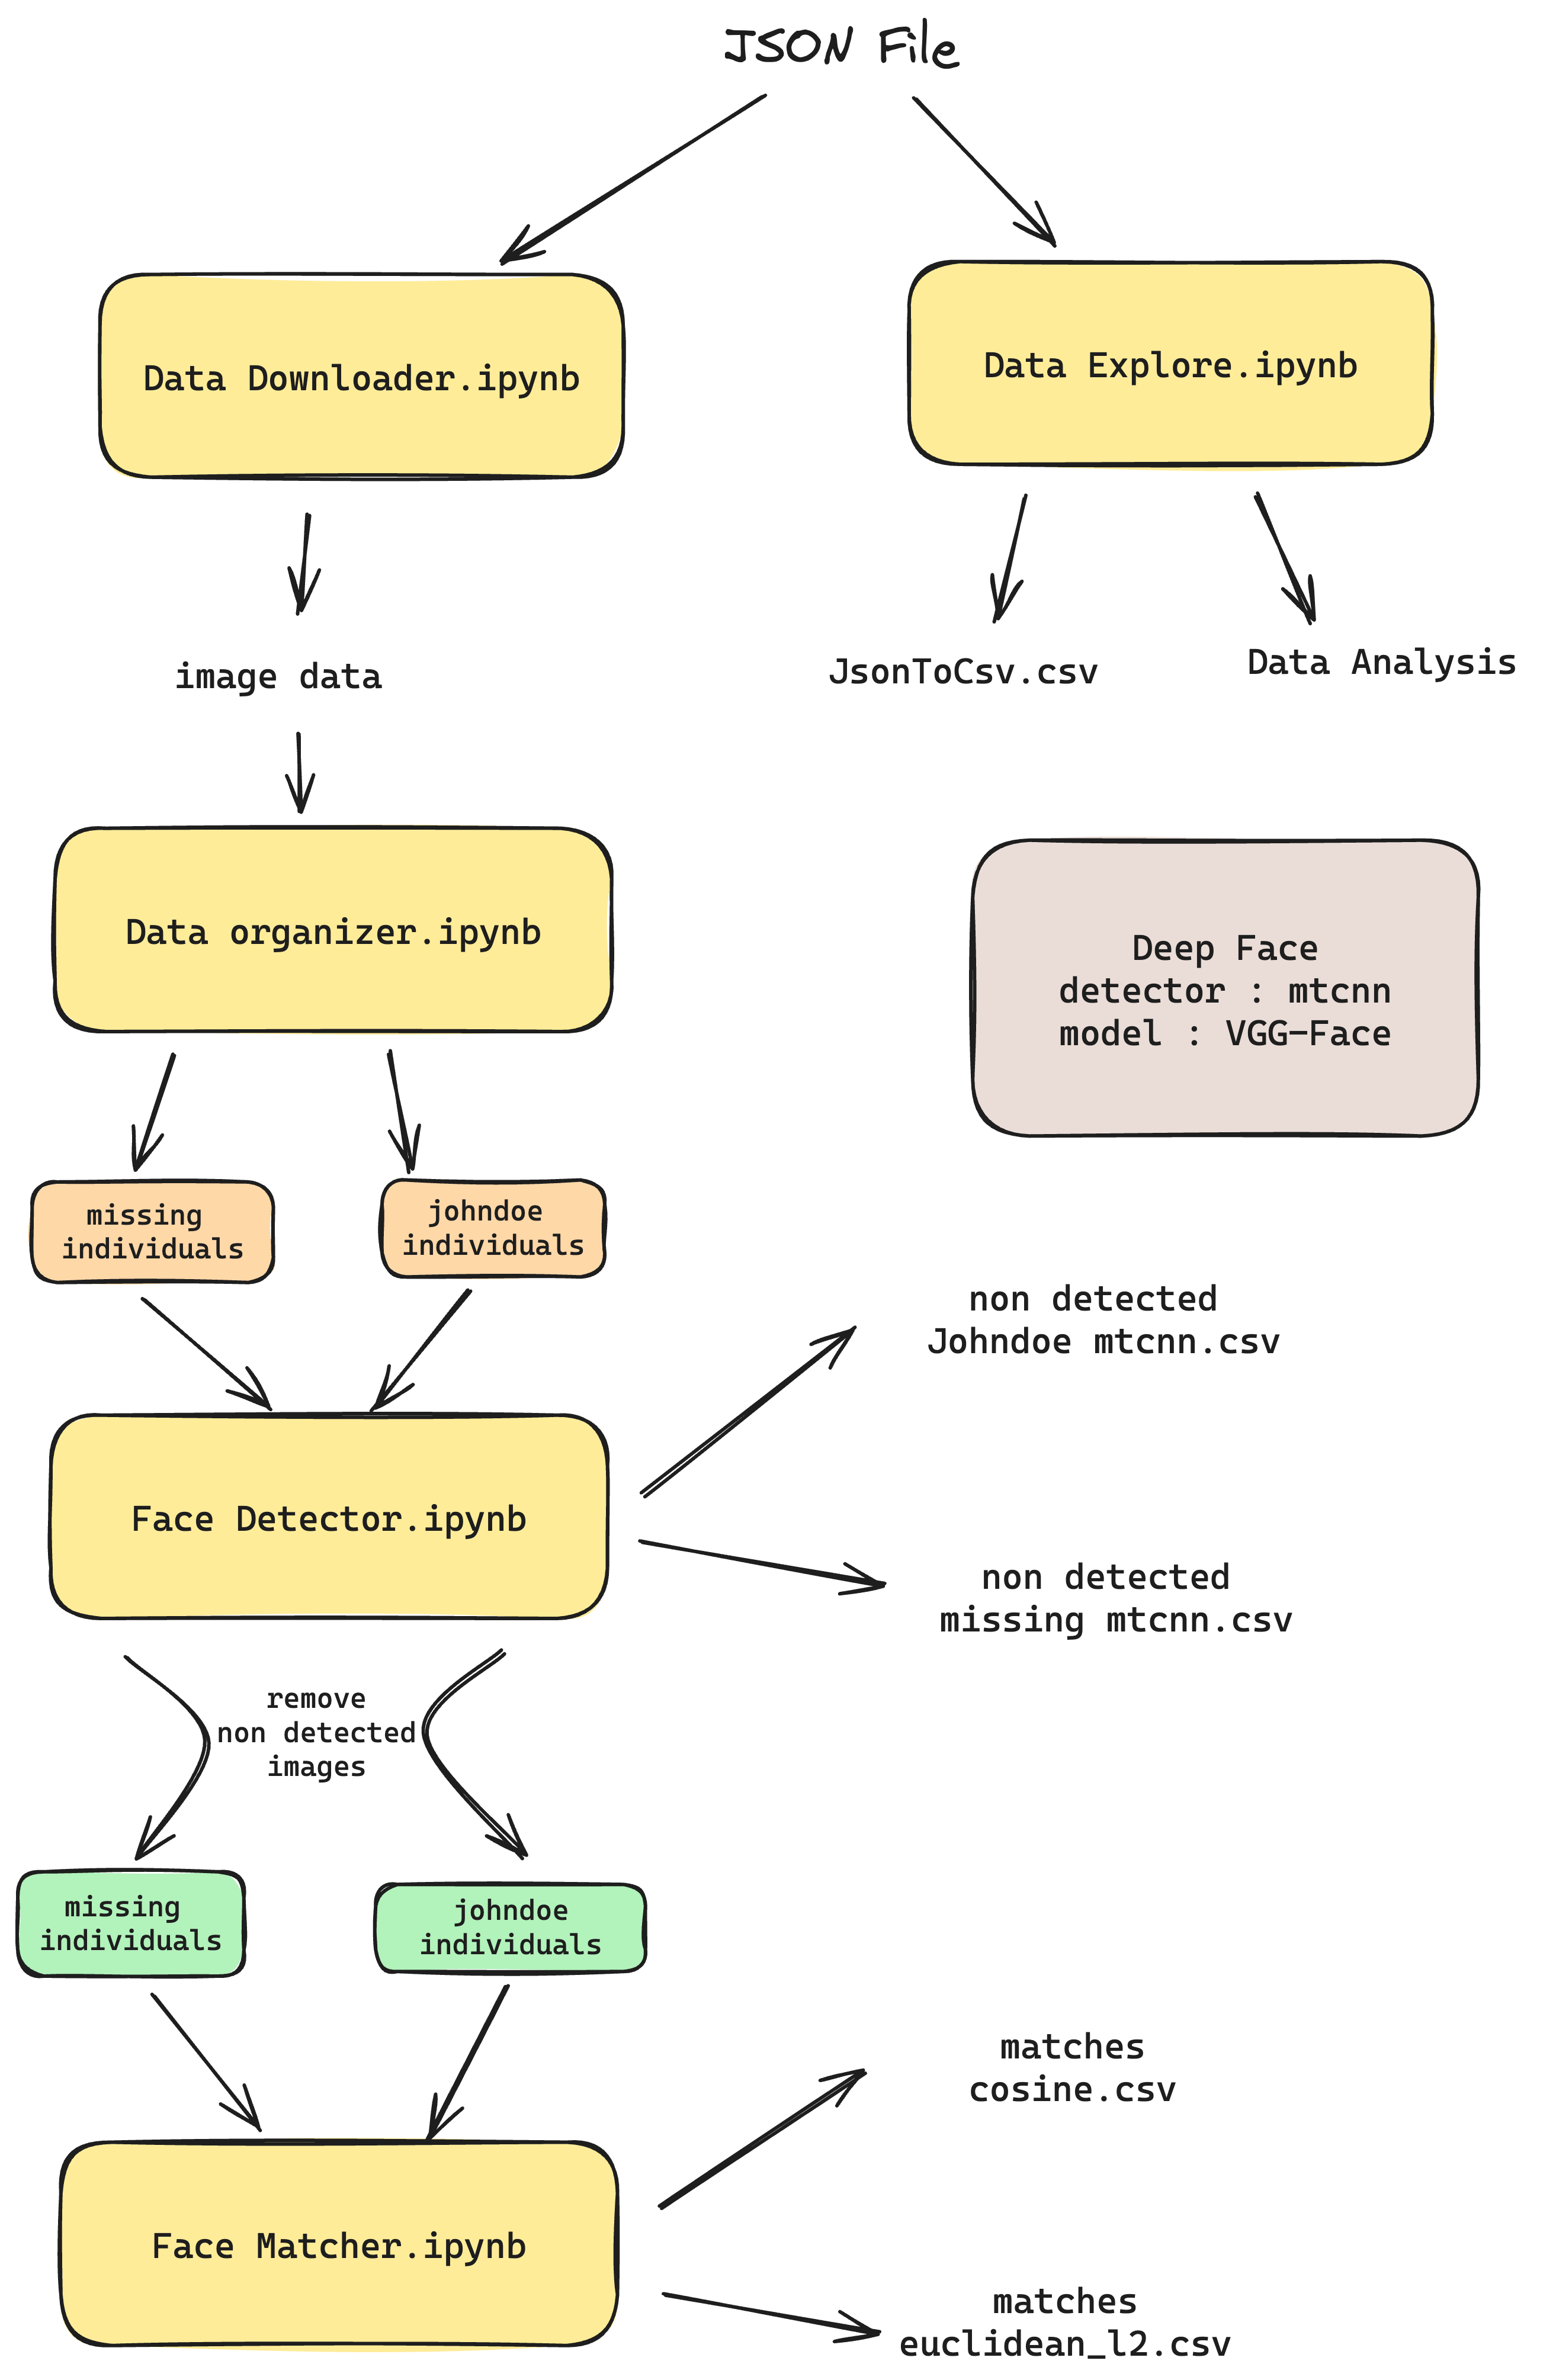 JSON File
Data Downloader.ipynb
Data Explore.ipynb
image data
JsonToCsv.csv
Data Analysis
Data organizer.ipynb
Deep Face
detector : mtcnn
model : VGG-Face
missing
individuals
johndoe
individuals
non detected
Johndoe mtcnn.csv
Face Detector.ipynb
non detected
missing mtcnn.csv
remove
non detected
images
missing
individuals
johndoe
individuals
matches
cosine.csv
Face Matcher.ipynb
matches
euclidean_l2.csv